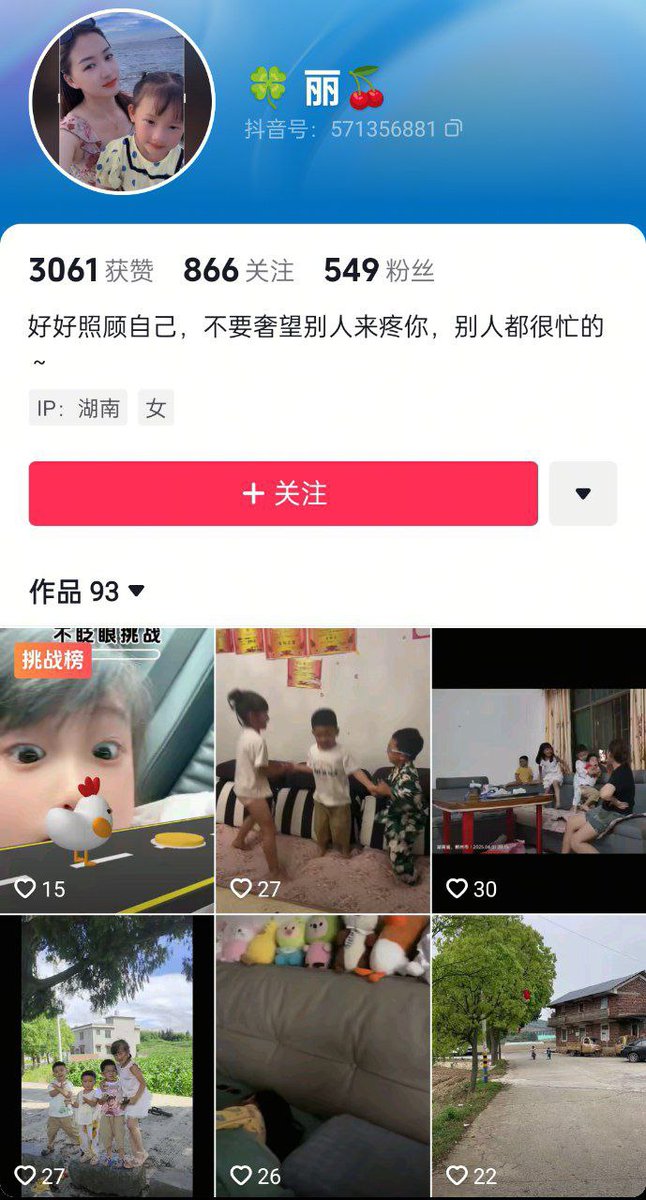 🍀 丽🍒
抖音号：571356881
3061 获赞 866 关注 549 粉丝
好好照顾自己，不要奢望别人来疼你，别人都很忙的
~
IP：湖南 女
+ 关注
作品 93
不眨眼挑战
挑战榜
15
27
30
27
26
22